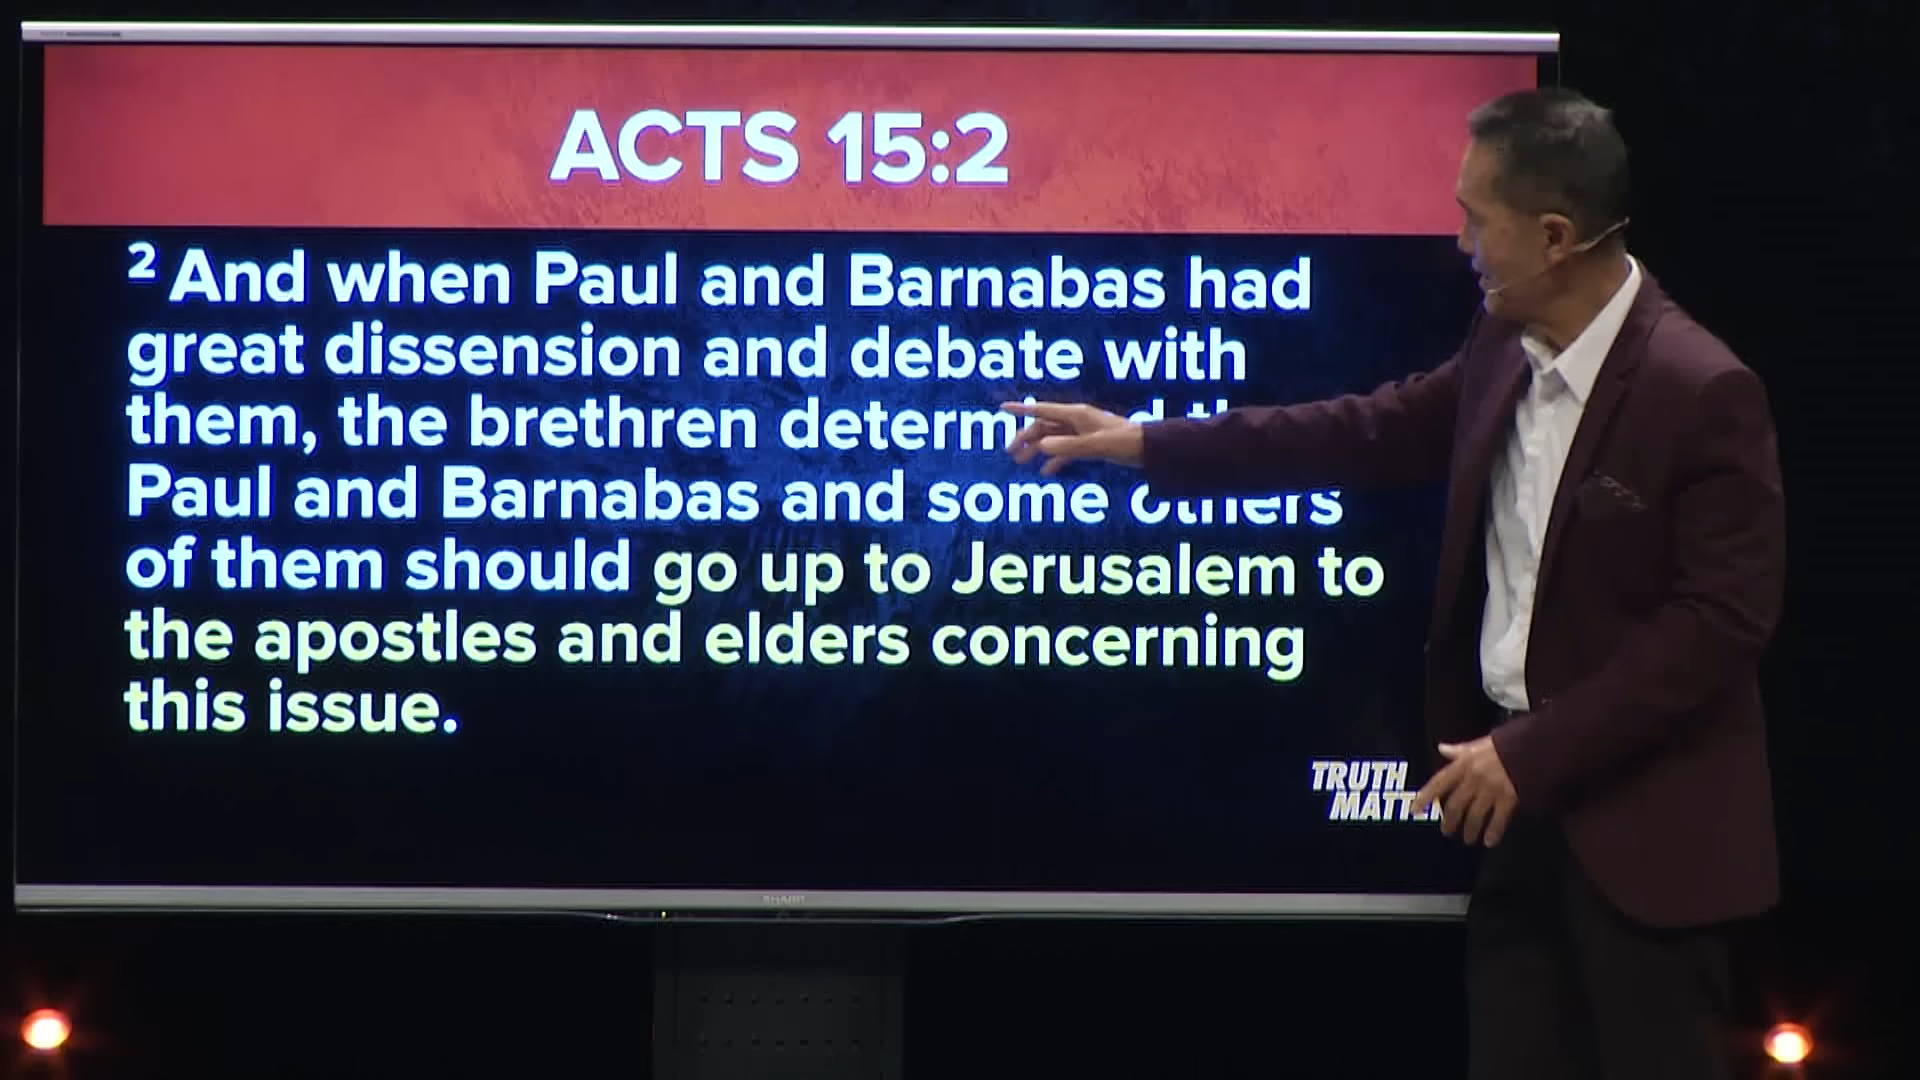 ACTS 15:2
2 And when Paul and Barnabas had
great dissension and debate with
them, the brethren
Paul and Barnabas and some others
of them should go up to Jerusalem to
the apostles and elders concerning
this issue.
TRUTH
SHARP